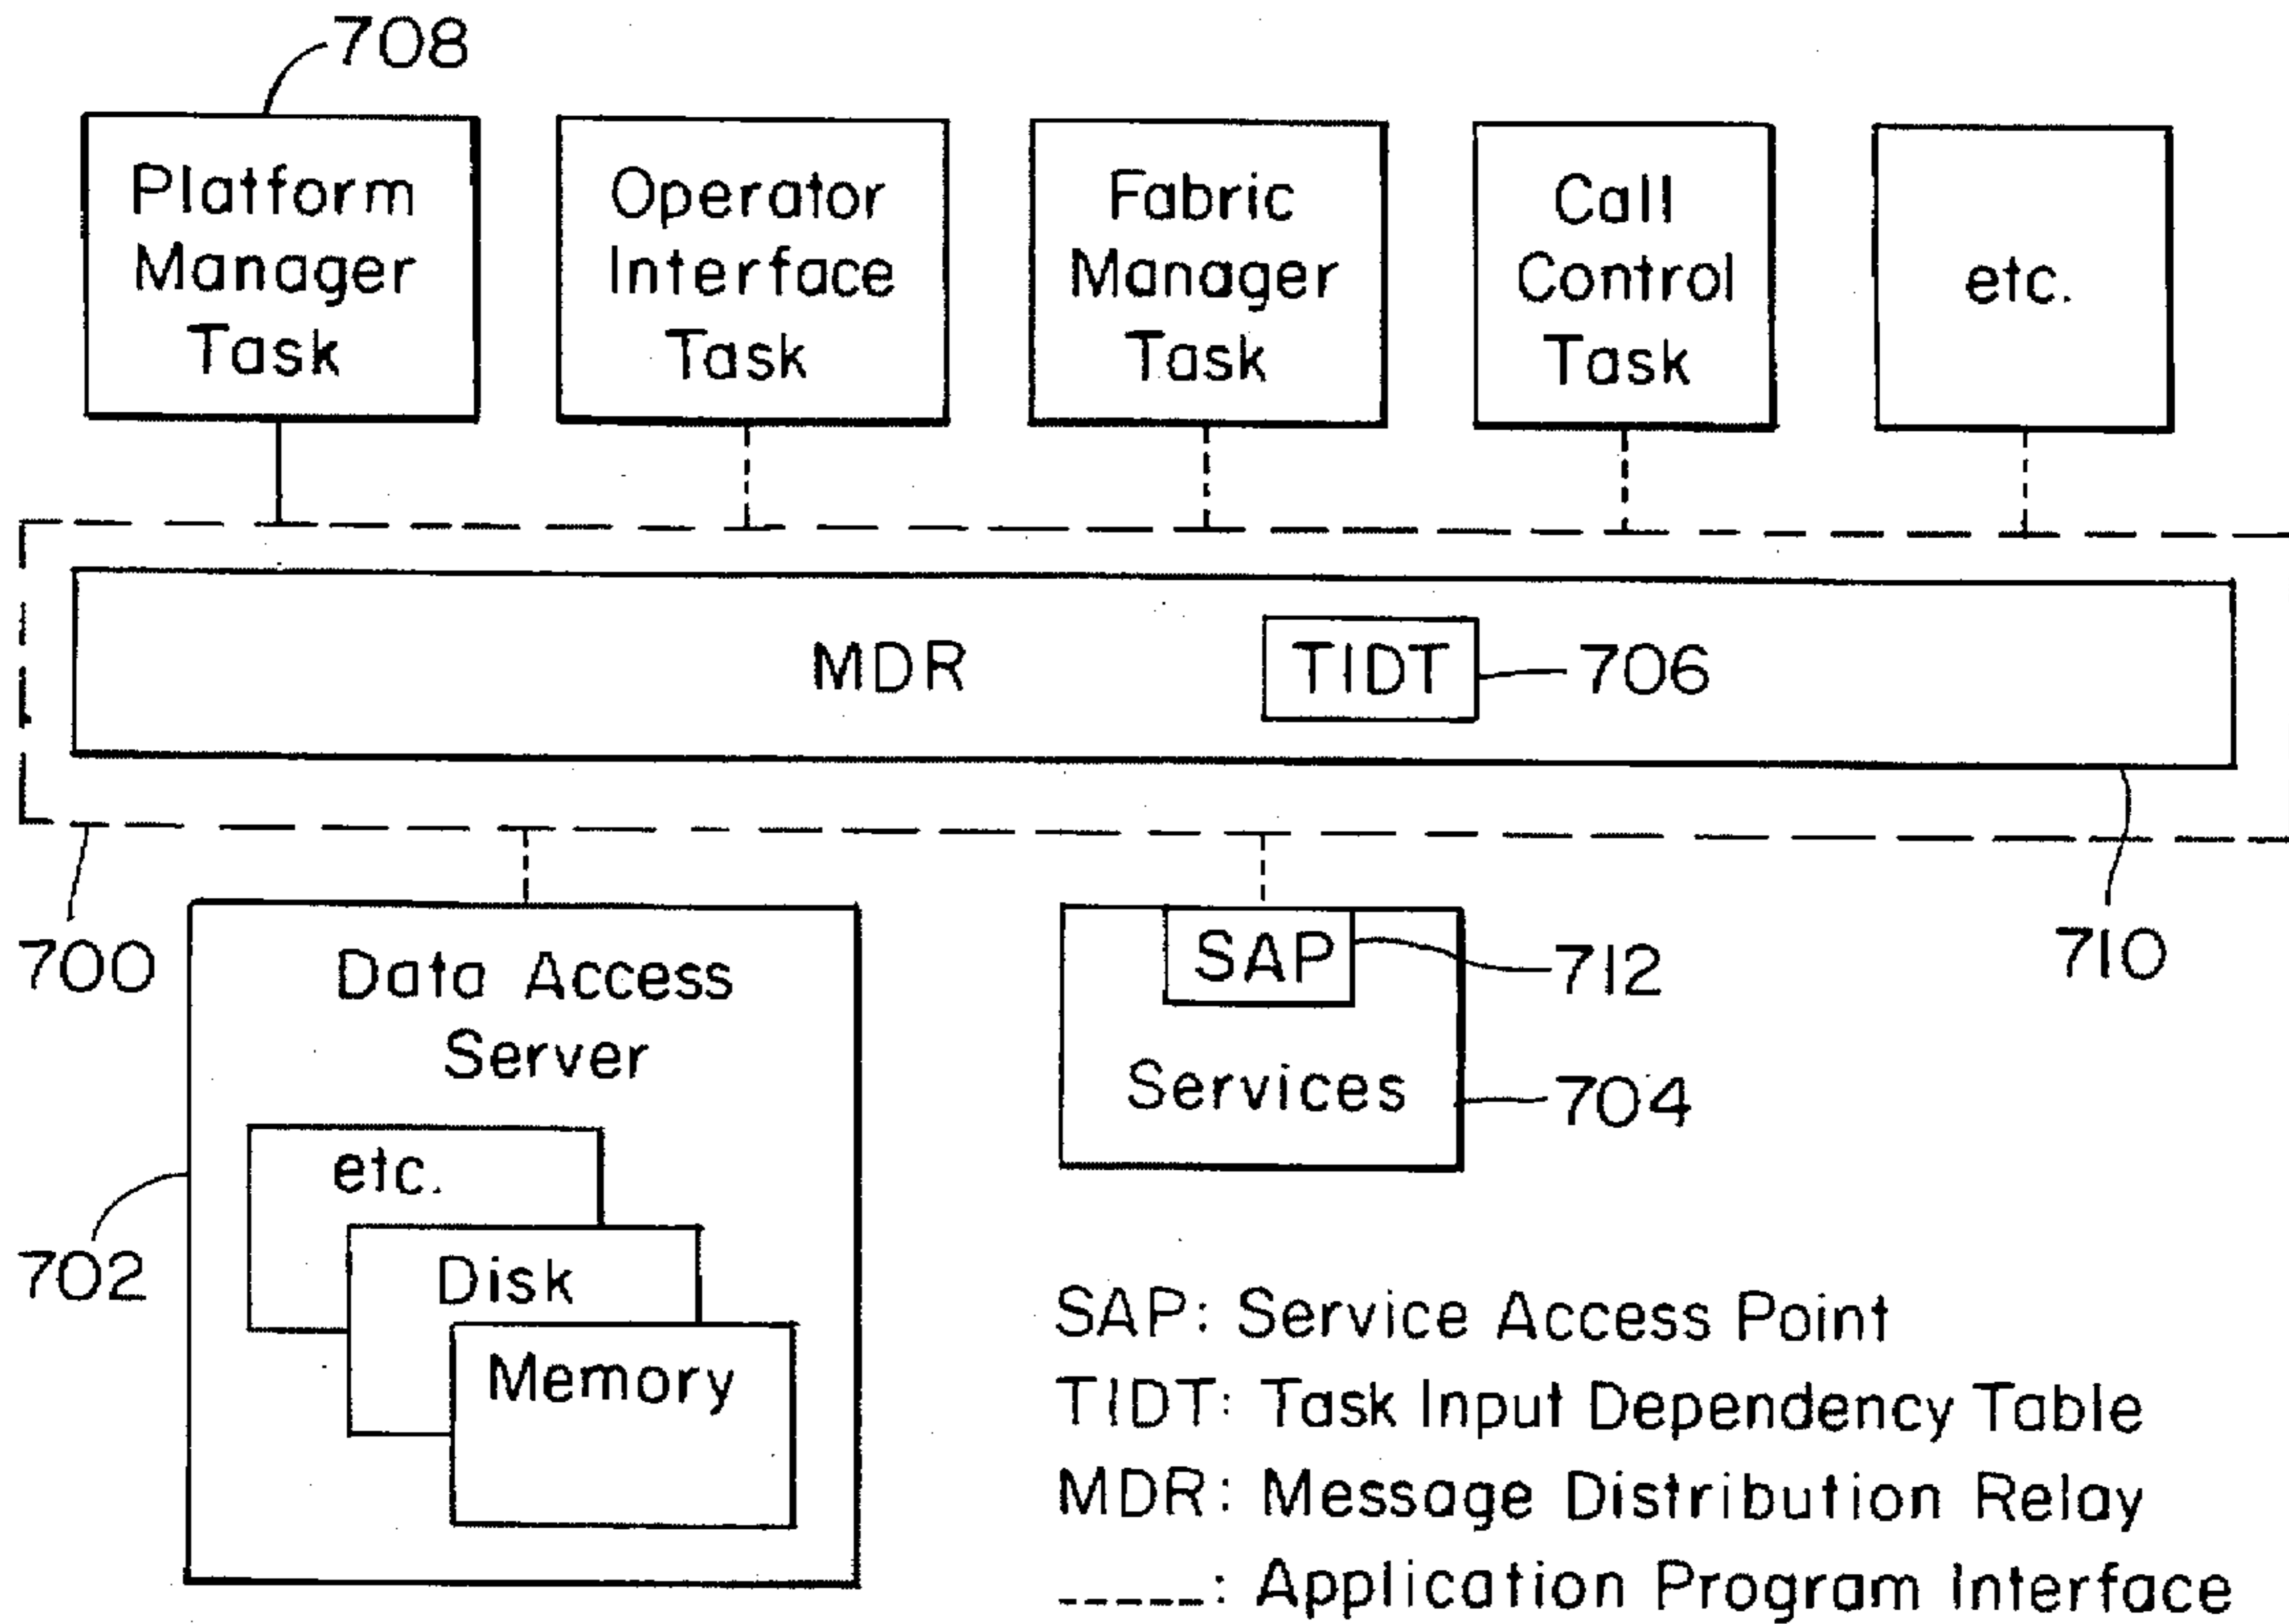 708
Platform
Manager
Task
Operator
Interface
Task
Fabric
Manager
Task
Call
Control
Task
etc.
MDR
TIDT
706
700
710
Data Access
Server
etc.
Disk
Memory
702
SAP
712
Services
704
SAP: Service Access Point
TIDT: Task Input Dependency Table
MDR: Message Distribution Relay
-----: Application Program Interface